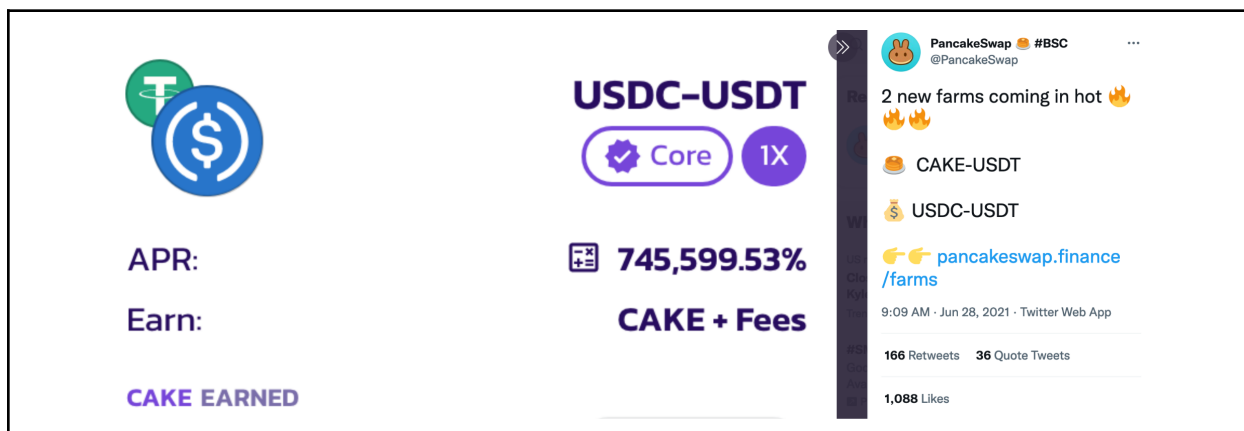 USDC-USDT
Core 1X
APR: 745,599.53%
Earn: CAKE + Fees
CAKE EARNED
PancakeSwap 🥞 #BSC
@PancakeSwap
2 new farms coming in hot 🔥
🔥🔥
🥞 CAKE-USDT
💰 USDC-USDT
👉👉 pancakeswap.finance
/farms
9:09 AM · Jun 28, 2021 · Twitter Web App
166 Retweets 36 Quote Tweets
1,088 Likes